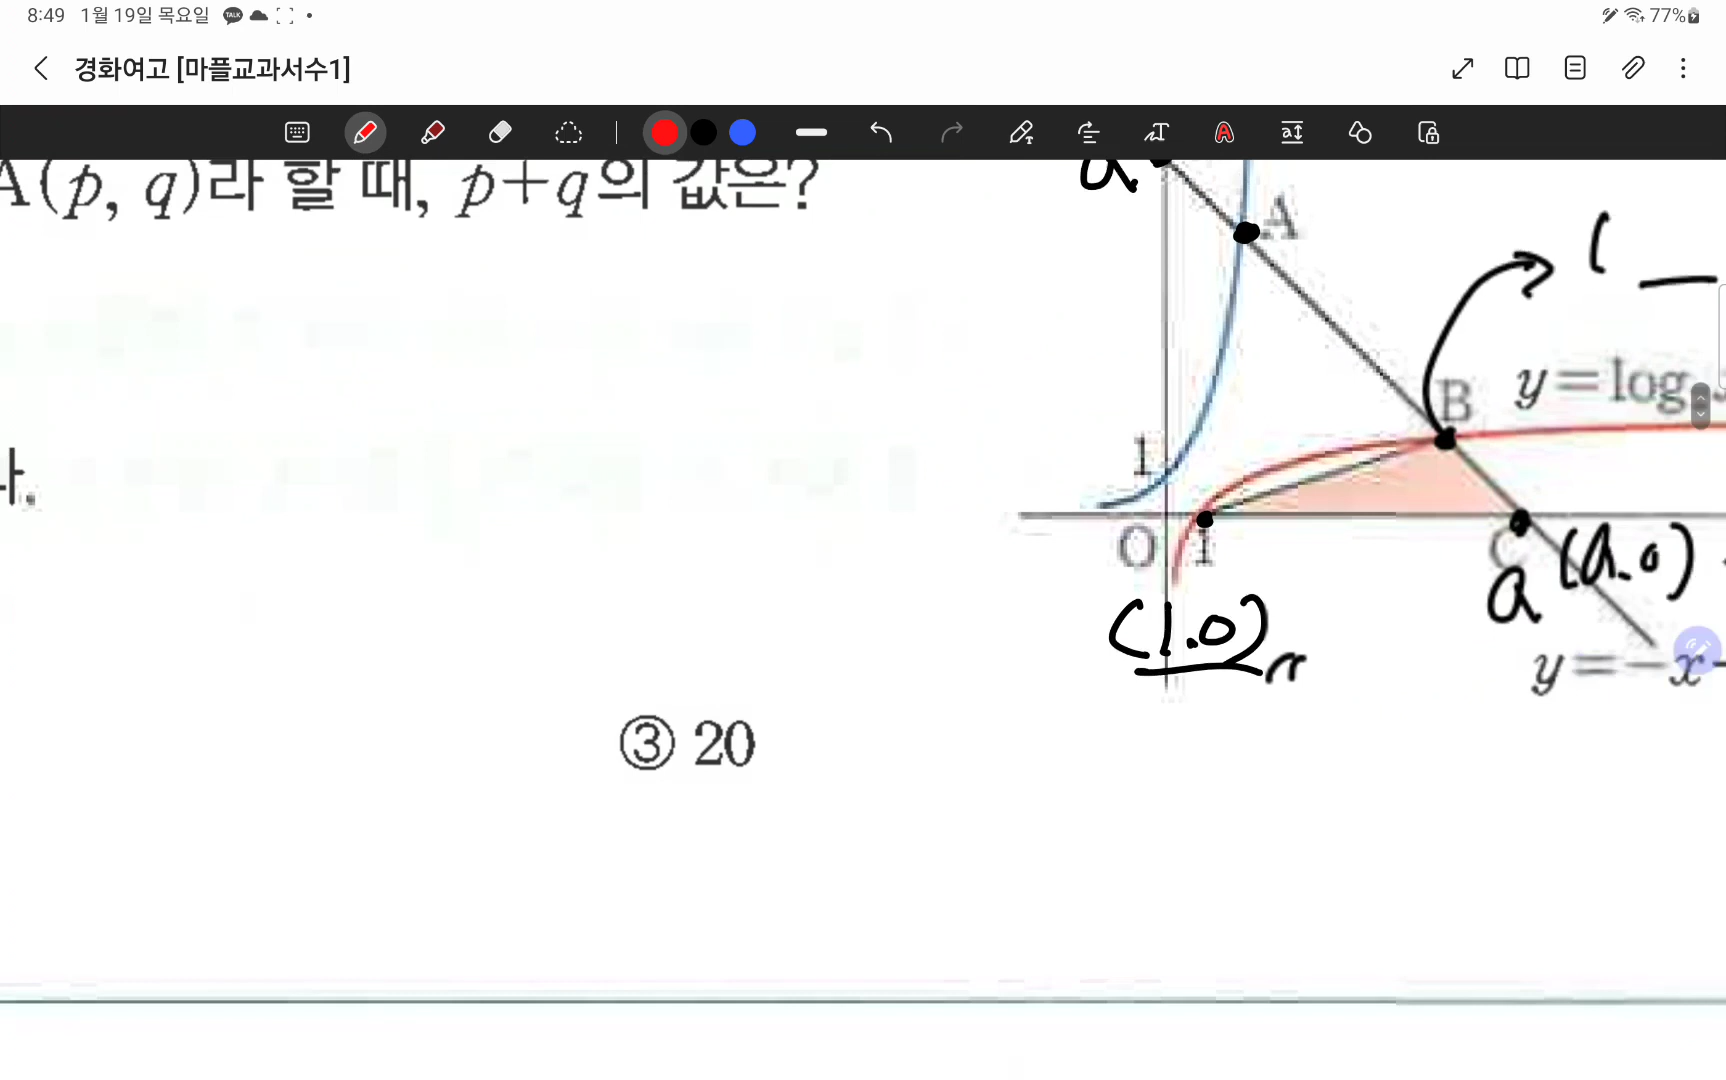 8:49 1월 19일 목요일 TALK 77%
경화여고 [마플교과서수1]
A(p, q)라 할 때, p+q의 값은?
a
A
(
B
y=log
1
O
1
C
a
(a.0)
(1.0)
y=-x
③ 20